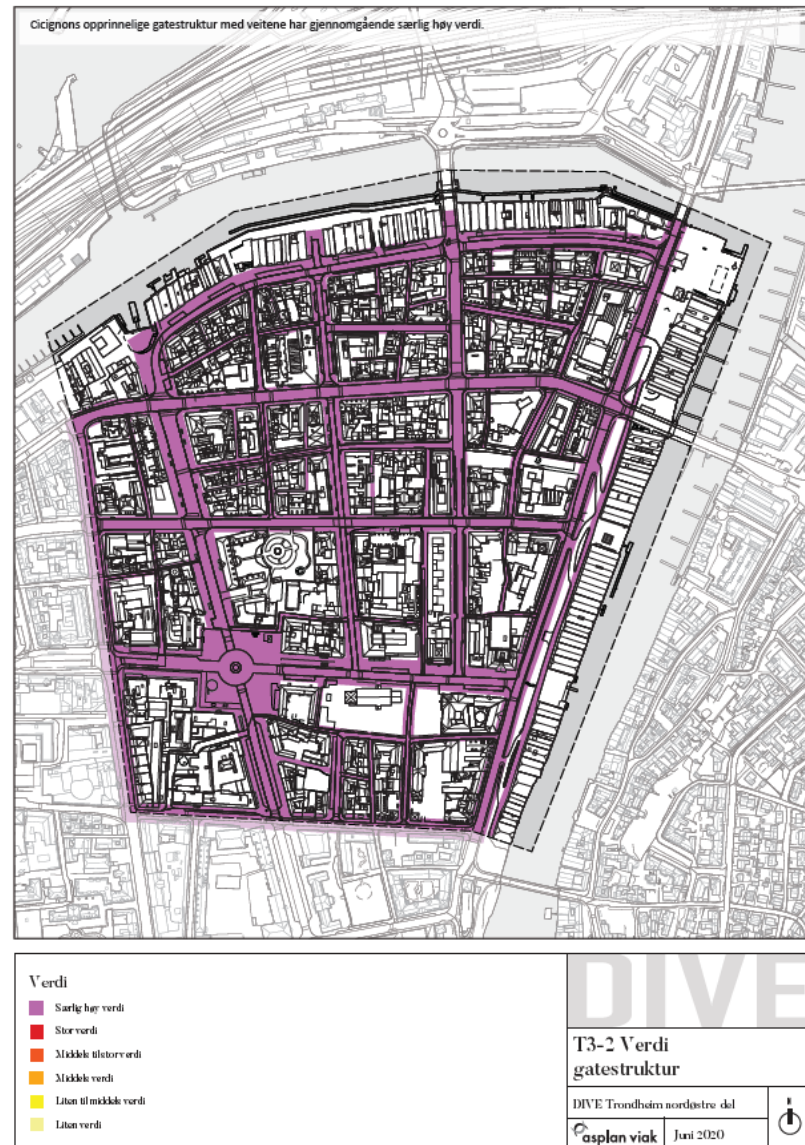 Cicignons opprinnelige gatestruktur med veitene har gjennomgående særlig høy verdi.
Verdi
Særlig høy verdi
Stor verdi
Middels til stor verdi
Middels verdi
Liten til middels verdi
Liten verdi
DIVE
T3-2 Verdi
gatestruktur
DIVE Trondheim nordøstre del
asplan viak
Juni 2020
N